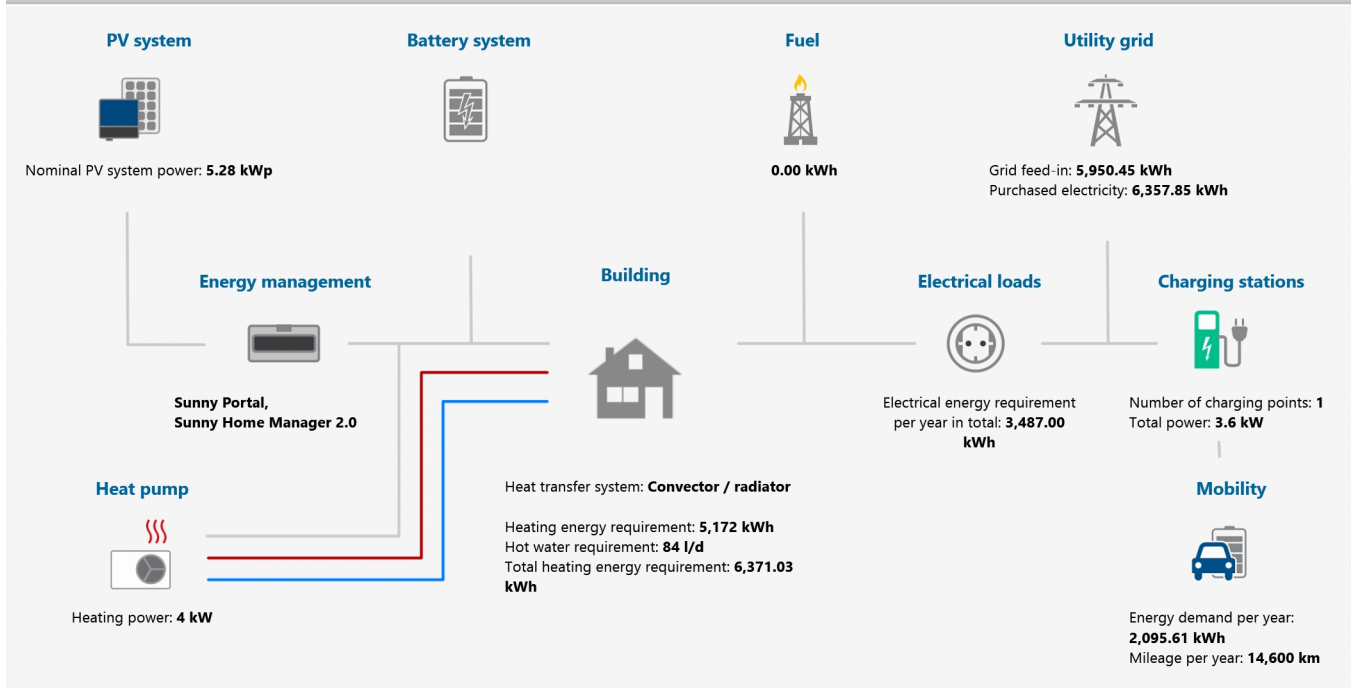 PV system
Battery system
Fuel
Utility grid
Nominal PV system power: 5.28 kWp
0.00 kWh
Grid feed-in: 5,950.45 kWh
Purchased electricity: 6,357.85 kWh
Energy management
Building
Electrical loads
Charging stations
Sunny Portal,
Sunny Home Manager 2.0
Electrical energy requirement
per year in total: 3,487.00
kWh
Number of charging points: 1
Total power: 3.6 kW
Heat pump
Heat transfer system: Convector / radiator
Heating energy requirement: 5,172 kWh
Hot water requirement: 84 l/d
Total heating energy requirement: 6,371.03
kWh
Mobility
Heating power: 4 kW
Energy demand per year:
2,095.61 kWh
Mileage per year: 14,600 km